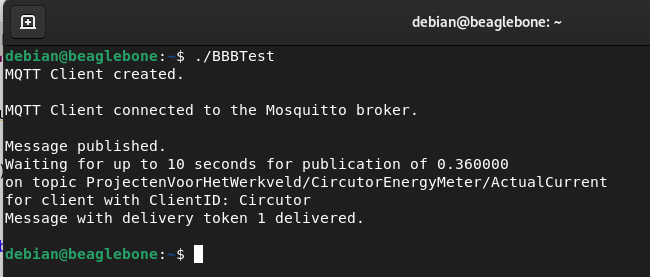 debian@beaglebone: ~
debian@beaglebone:~$ ./BBBTest
MQTT Client created.
MQTT Client connected to the Mosquitto broker.
Message published.
Waiting for up to 10 seconds for publication of 0.360000
on topic ProjectenVoorHetWerkveld/CircutorEnergyMeter/ActualCurrent
for client with ClientID: Circutor
Message with delivery token 1 delivered.
debian@beaglebone:~$